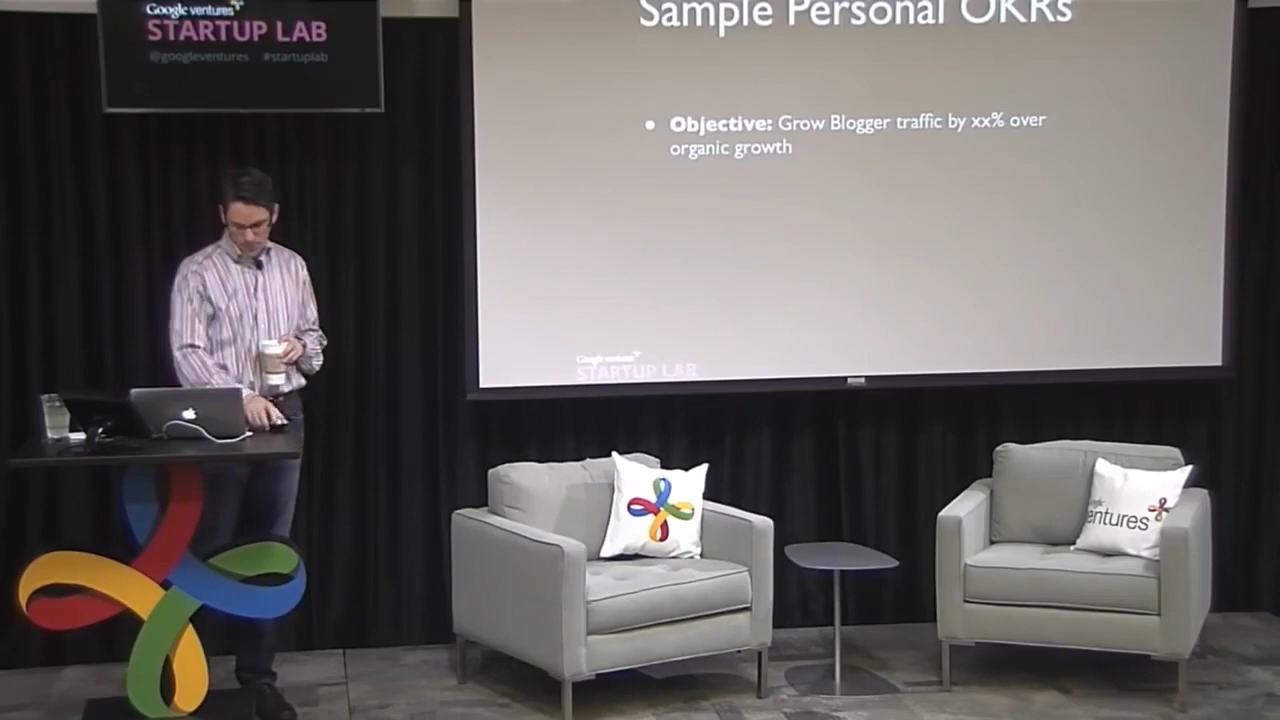 Google ventures
STARTUP LAB
@googleventures #startuplab
Sample Personal OKRs
• Objective: Grow Blogger traffic by xx% over
organic growth
Google ventures
STARTUP LAB
ventures